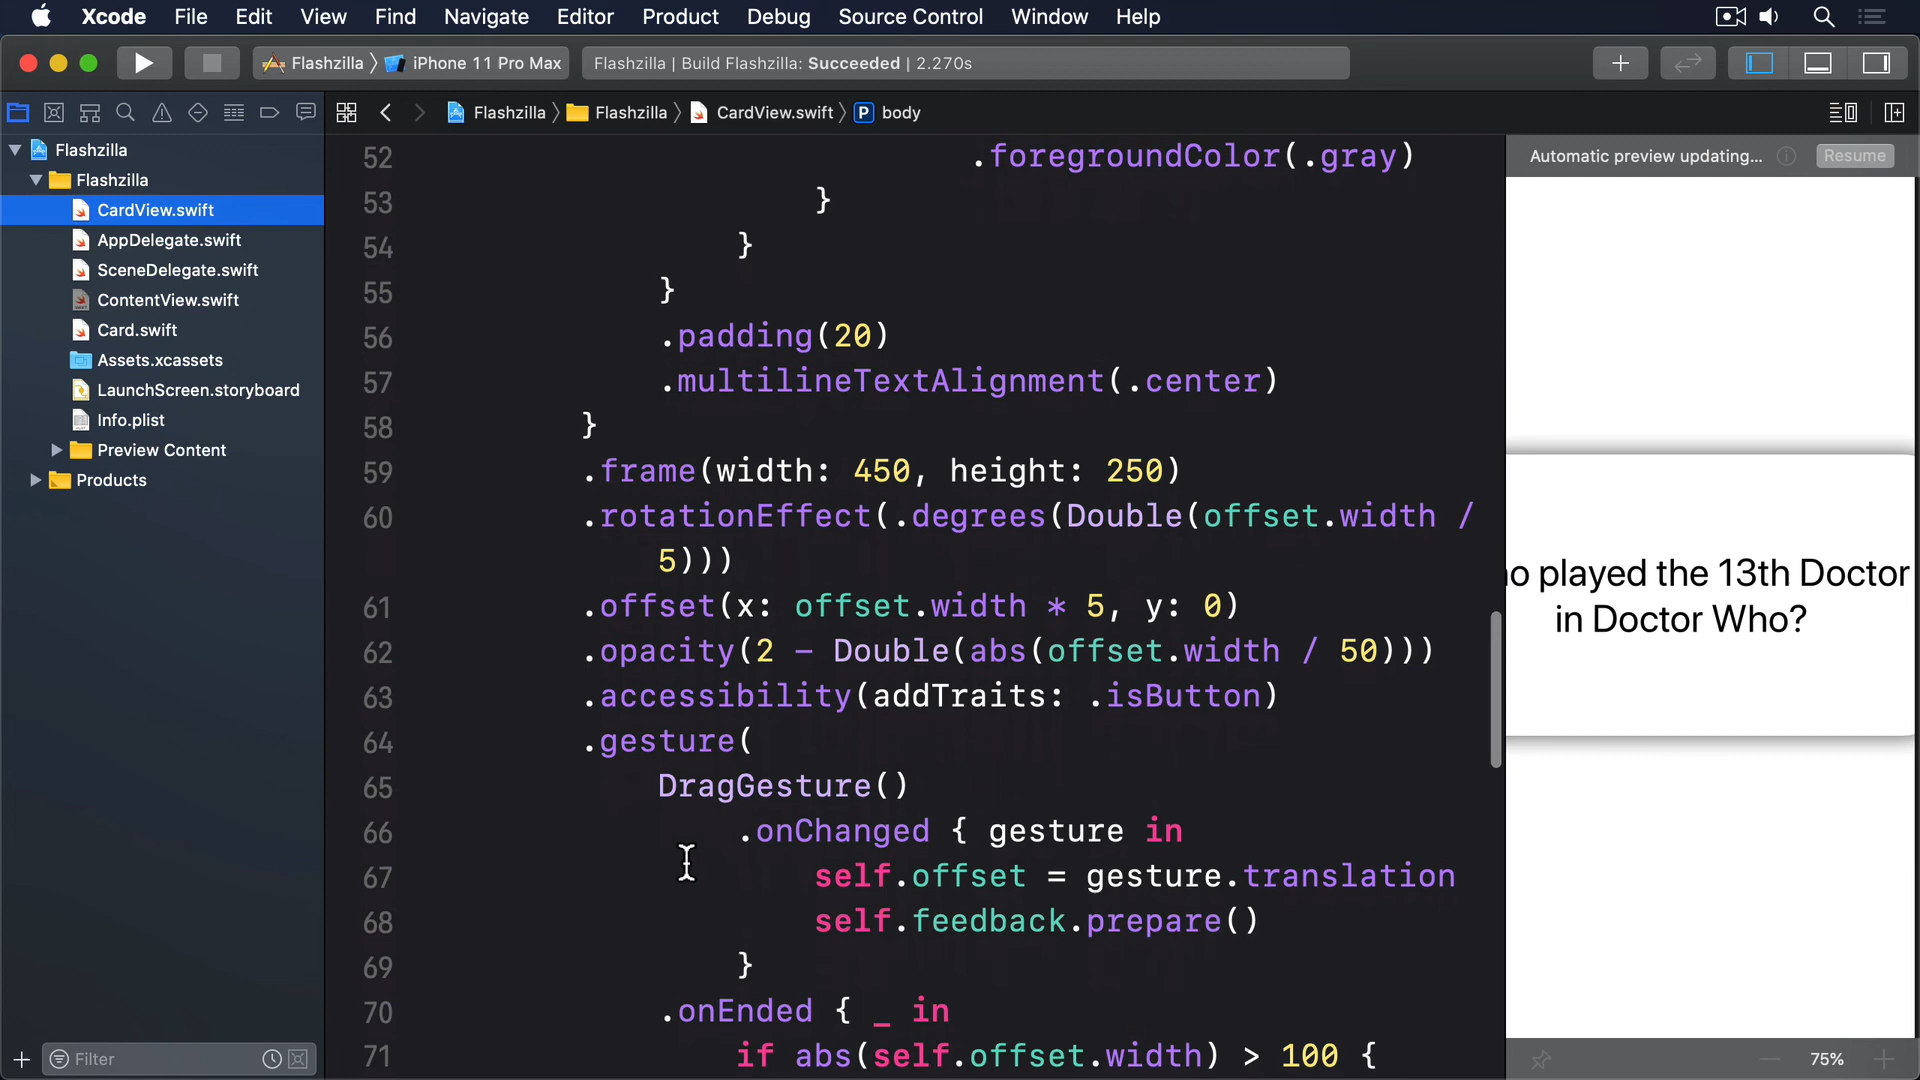 Xcode File Edit View Find Navigate Editor Product Debug Source Control Window Help
Flashzilla iPhone 11 Pro Max
Flashzilla | Build Flashzilla: Succeeded | 2.270s
Flashzilla Flashzilla CardView.swift P body
Flashzilla
Flashzilla
CardView.swift
AppDelegate.swift
SceneDelegate.swift
ContentView.swift
Card.swift
Assets.xcassets
LaunchScreen.storyboard
Info.plist
Preview Content
Products
Filter
52 .foregroundColor(.gray)
53 }
54 }
55 }
56 .padding(20)
57 .multilineTextAlignment(.center)
58 }
59 .frame(width: 450, height: 250)
60 .rotationEffect(.degrees(Double(offset.width /
5)))
61 .offset(x: offset.width * 5, y: 0)
62 .opacity(2 - Double(abs(offset.width / 50)))
63 .accessibility(addTraits: .isButton)
64 .gesture(
65 DragGesture()
66 .onChanged { gesture in
67 self.offset = gesture.translation
68 self.feedback.prepare()
69 }
70 .onEnded { _ in
71 if abs(self.offset.width) > 100 {
Automatic preview updating... Resume
o played the 13th Doctor
in Doctor Who?
75%